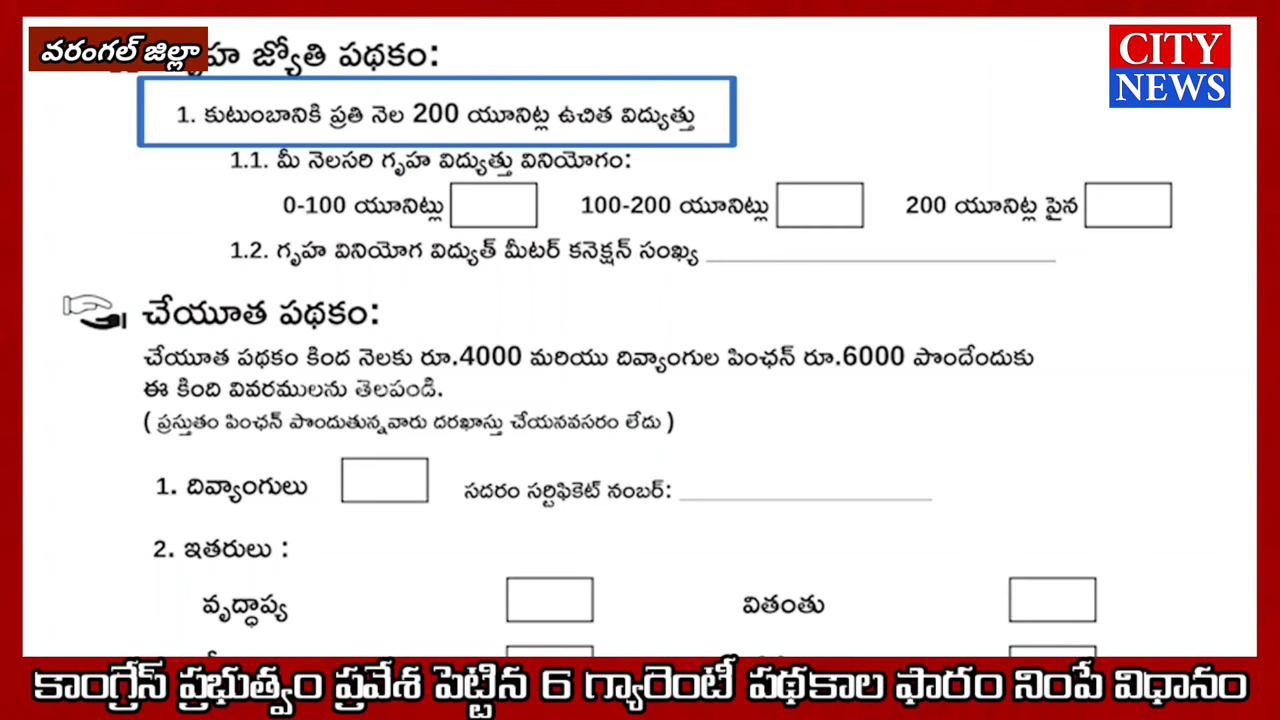 వరంగల్ జిల్లా
CITY
NEWS
జ్యోతి పథకం:
1. కుటుంబానికి ప్రతి నెల 200 యూనిట్ల ఉచిత విద్యుత్తు
1.1. మీ నెలసరి గృహ విద్యుత్తు వినియోగం:
0-100 యూనిట్లు 100-200 యూనిట్లు 200 యూనిట్ల పైన
1.2. గృహ వినియోగ విద్యుత్ మీటర్ కనెక్షన్ సంఖ్య
చేయూత పథకం:
చేయూత పథకం కింద నెలకు రూ.4000 మరియు దివ్యాంగుల పింఛన్ రూ.6000 పొందేందుకు
ఈ కింది వివరములను తెలపండి.
( ప్రస్తుతం పింఛన్ పొందుతున్నవారు దరఖాస్తు చేయనవసరం లేదు )
1. దివ్యాంగులు సదరం సర్టిఫికెట్ నంబర్:
2. ఇతరులు :
వృద్ధాప్య వితంతు
కాంగ్రేస్ ప్రభుత్వం ప్రవేశ పెట్టిన 6 గ్యారెంటీ పథకాల ఫారం నింపే విధానం